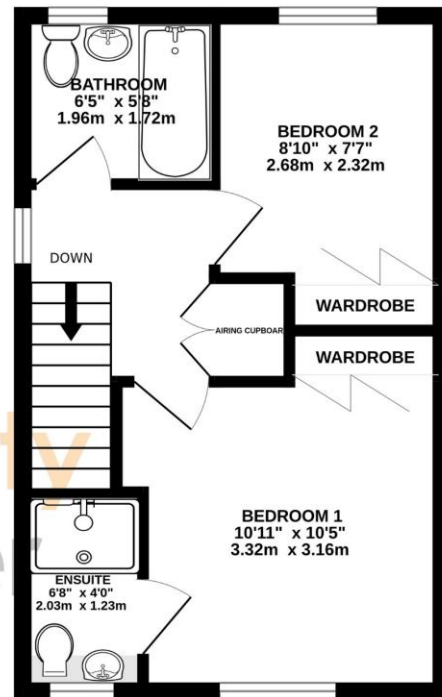 BATHROOM
6'5" x 5'8"
1.96m x 1.72m
BEDROOM 2
8'10" x 7'7"
2.68m x 2.32m
DOWN
WARDROBE
AIRING CUPBOAR
WARDROBE
BEDROOM 1
10'11" x 10'5"
3.32m x 3.16m
ENSUITE
6'8" x 4'0"
2.03m x 1.23m
ty
er